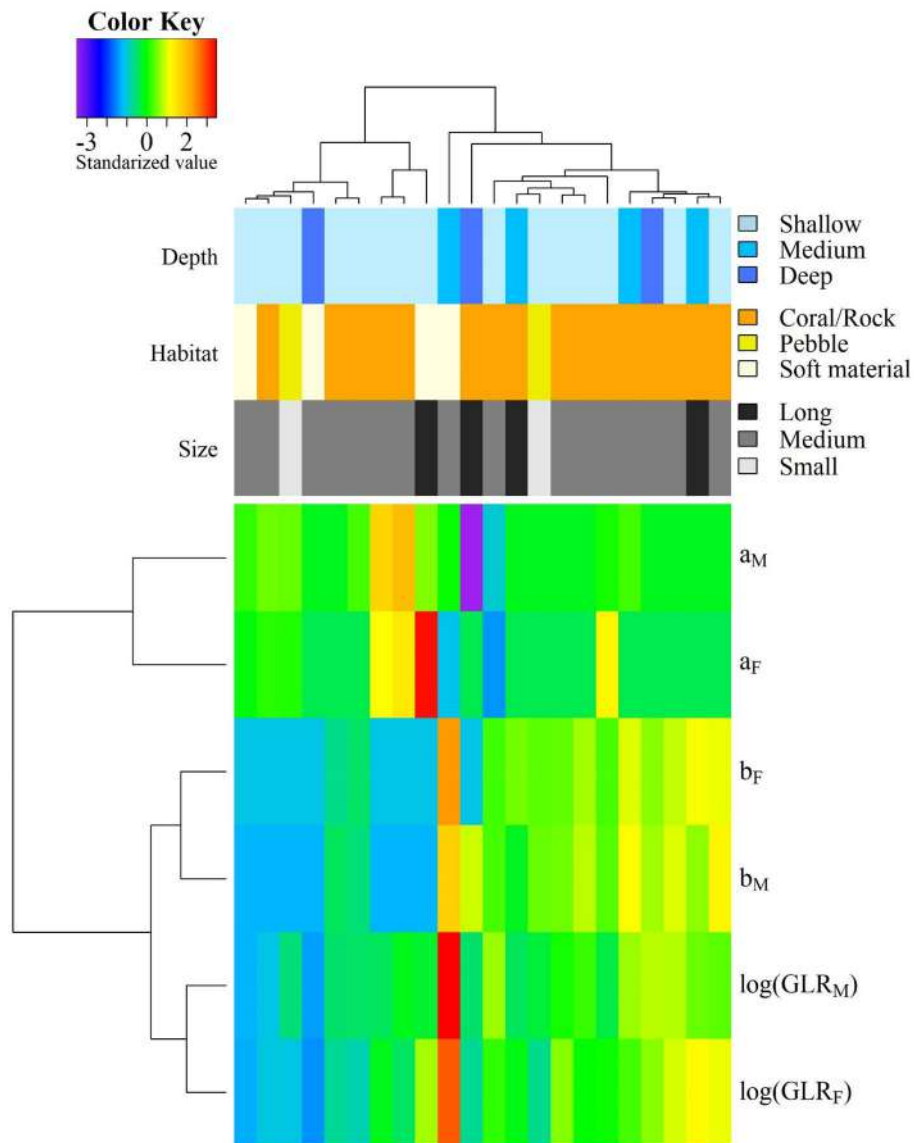 Color Key
-3 0 2
Standarized value
Depth
Shallow
Medium
Deep
Habitat
Coral/Rock
Pebble
Soft material
Size
Long
Medium
Small
aM
aF
bF
bM
log(GLRM)
log(GLRF)